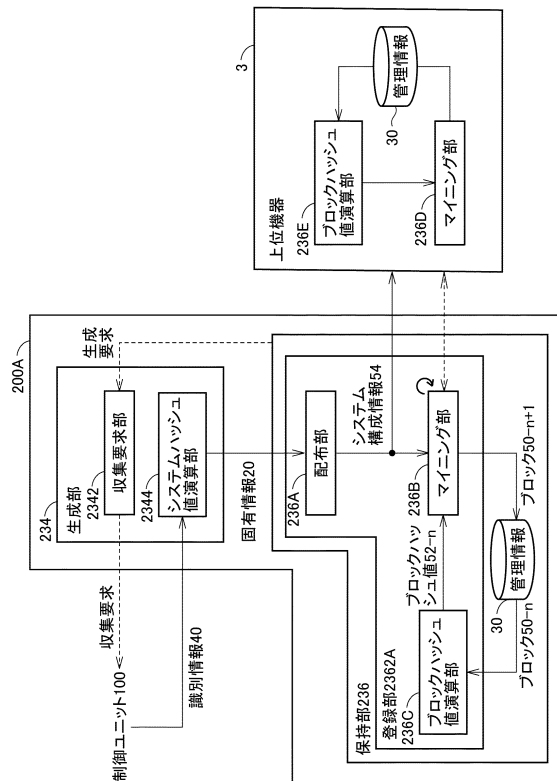 200A
234
生成部
2342
収集要求部
2344
システムハッシュ
値演算部
生成
要求
収集要求
制御ユニット100
識別情報40
固有情報20
保持部236
登録部2362A
236A
配布部
システム
構成情報54
236B
マイニング部
236C
ブロックハッシュ
値演算部
ブロックハッ
シュ値52-n
ブロック50-n+1
管理情報
30
ブロック50-n
3
上位機器
236E
ブロックハッシュ
値演算部
236D
マイニング部
管理情報
30